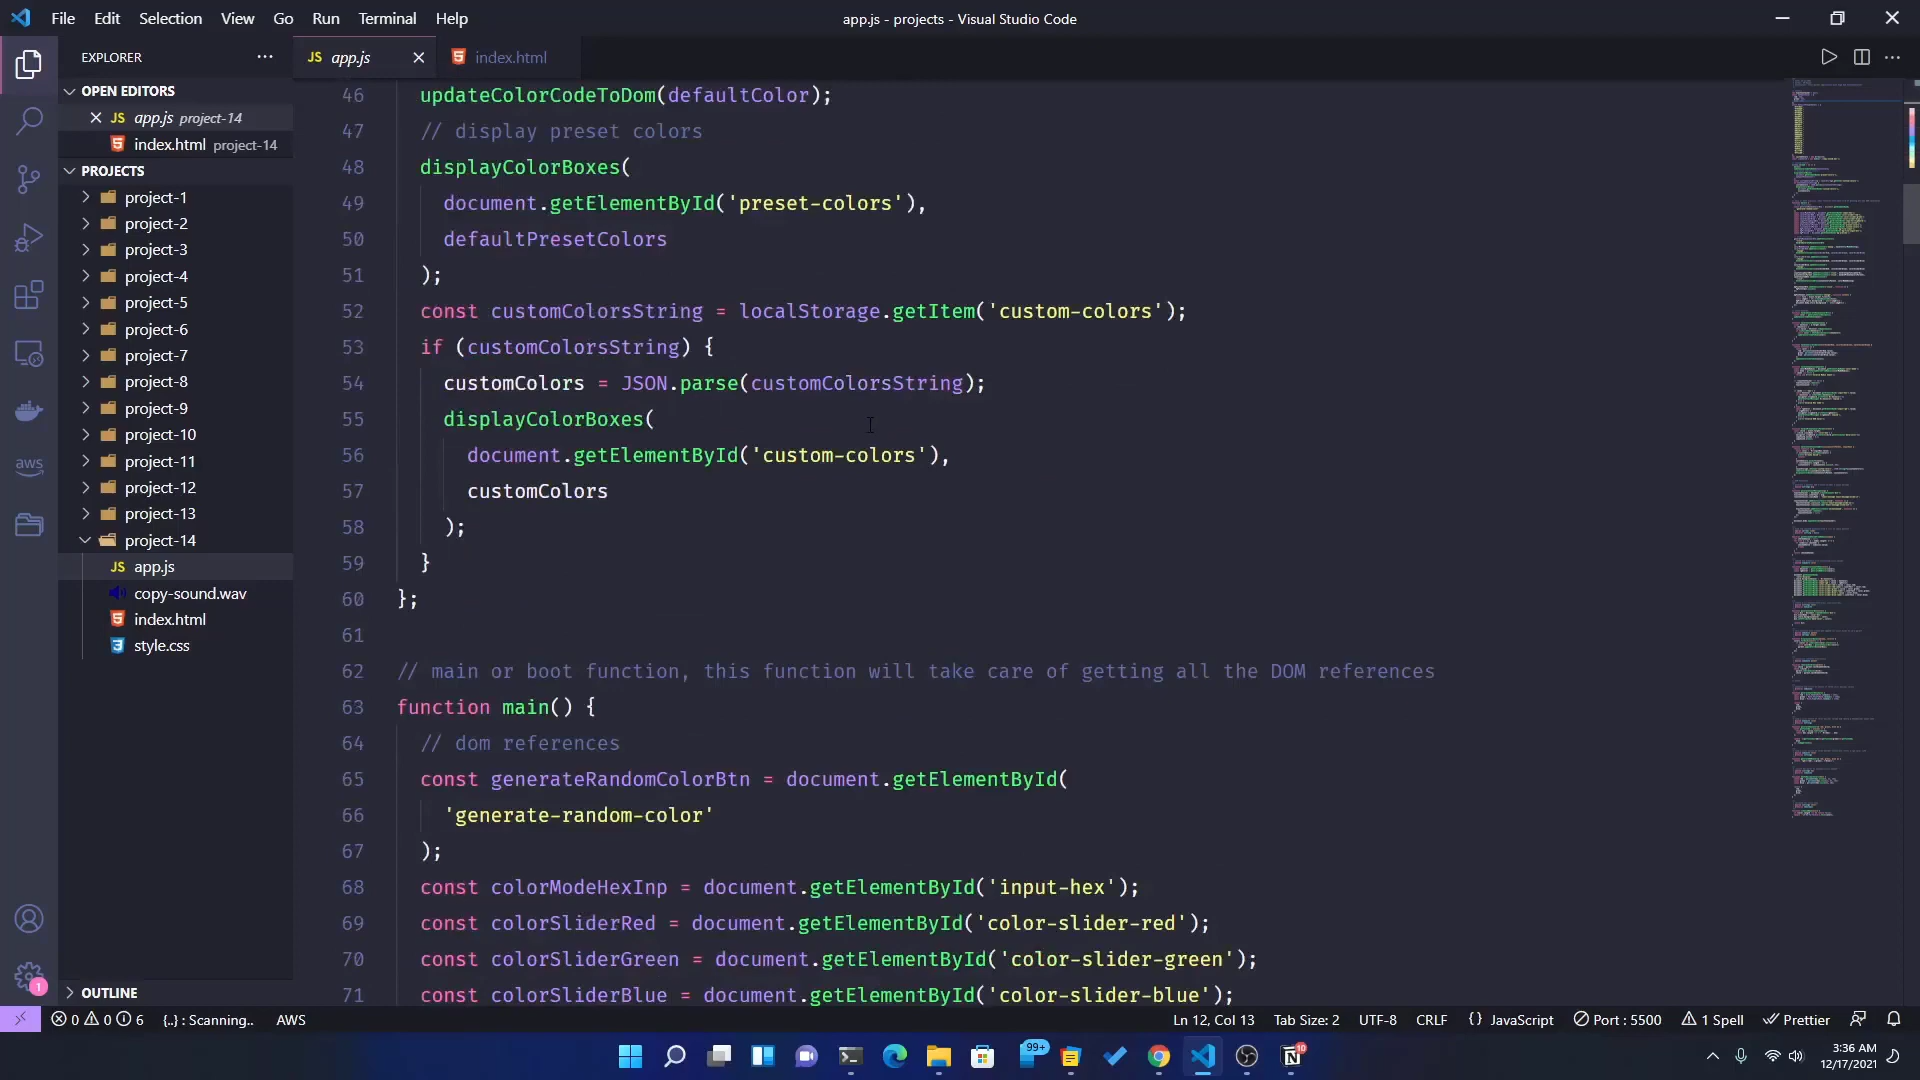 File Edit Selection View Go Run Terminal Help
app.js - projects - Visual Studio Code
EXPLORER
JS app.js
index.html
OPEN EDITORS
JS app.js project-14
index.html project-14
PROJECTS
project-1
project-2
project-3
project-4
project-5
project-6
project-7
project-8
project-9
project-10
project-11
project-12
project-13
project-14
JS app.js
copy-sound.wav
index.html
style.css
OUTLINE
aws
1
46 updateColorCodeToDom(defaultColor);
47 // display preset colors
48 displayColorBoxes(
49 document.getElementById('preset-colors'),
50 defaultPresetColors
51 );
52 const customColorsString = localStorage.getItem('custom-colors');
53 if (customColorsString) {
54 customColors = JSON.parse(customColorsString);
55 displayColorBoxes(
56 document.getElementById('custom-colors'),
57 customColors
58 );
59 }
60 };
61
62 // main or boot function, this function will take care of getting all the DOM references
63 function main() {
64 // dom references
65 const generateRandomColorBtn = document.getElementById(
66 'generate-random-color'
67 );
68 const colorModeHexInp = document.getElementById('input-hex');
69 const colorSliderRed = document.getElementById('color-slider-red');
70 const colorSliderGreen = document.getElementById('color-slider-green');
71 const colorSliderBlue = document.getElementById('color-slider-blue');
0 0 6 {..} : Scanning.. AWS
Ln 12, Col 13 Tab Size: 2 UTF-8 CRLF {} JavaScript Port : 5500 1 Spell Prettier
99+
10
3:36 AM
12/17/2021